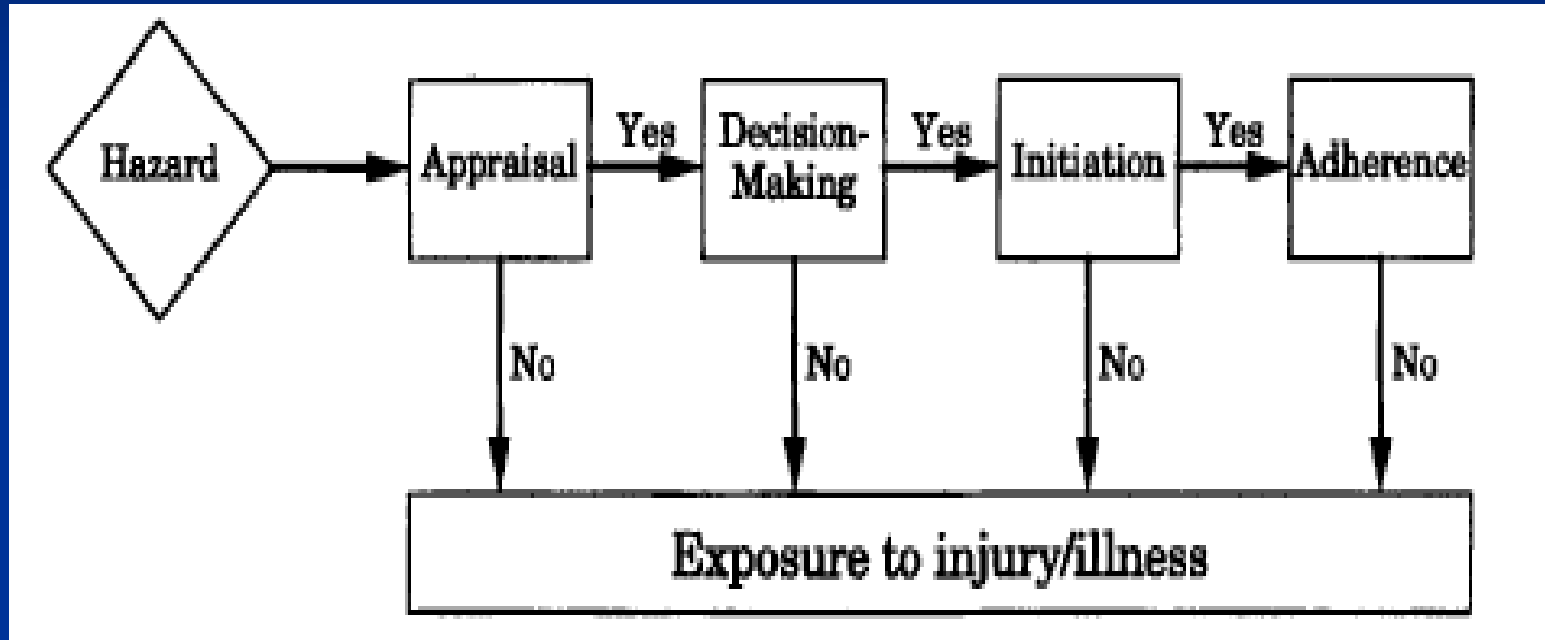 Hazard
Appraisal
Yes
Decision-
Making
Yes
Initiation
Yes
Adherence
No
No
No
No
Exposure to injury/illness